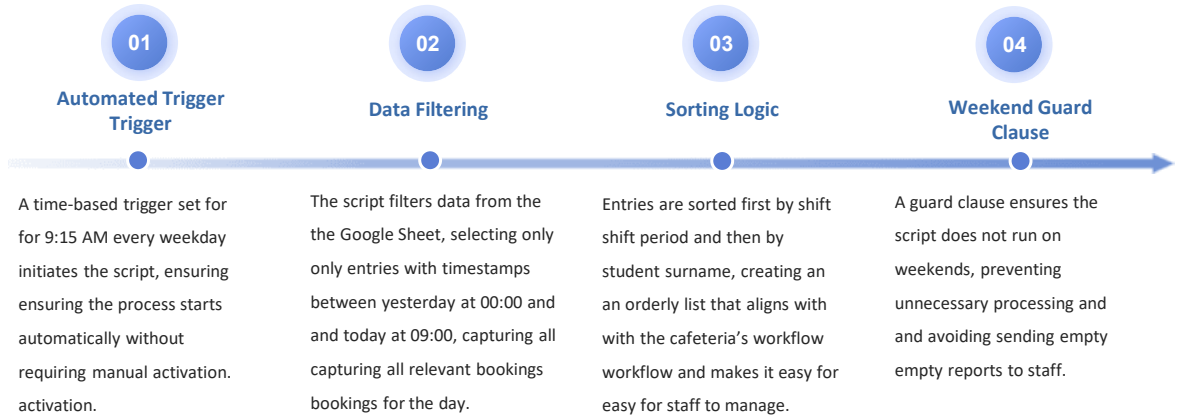 01
Automated Trigger
Trigger
A time-based trigger set for
for 9:15 AM every weekday
initiates the script, ensuring
ensuring the process starts
automatically without
requiring manual activation.
activation.
02
Data Filtering
The script filters data from the
the Google Sheet, selecting only
only entries with timestamps
between yesterday at 00:00 and
and today at 09:00, capturing all
capturing all relevant bookings
bookings for the day.
03
Sorting Logic
Entries are sorted first by shift
shift period and then by
student surname, creating an
an orderly list that aligns with
with the cafeteria’s workflow
workflow and makes it easy for
easy for staff to manage.
04
Weekend Guard
Clause
A guard clause ensures the
script does not run on
weekends, preventing
unnecessary processing and
and avoiding sending empty
empty reports to staff.